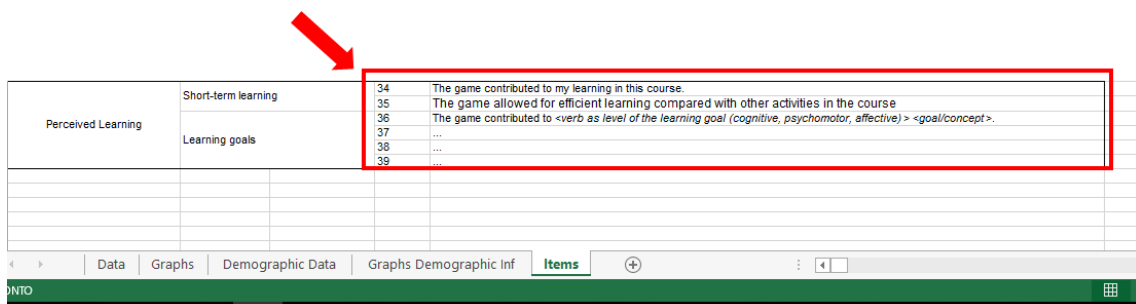 34 The game contributed to my learning in this course.
Short-term learning
35 The game allowed for efficient learning compared with other activities in the course
Perceived Learning
36 The game contributed to <verb as level of the learning goal (cognitive, psychomotor, affective)> <goal/concept>.
Learning goals
37 ...
38 ...
39 ...
Data Graphs Demographic Data Graphs Demographic Inf Items
ONTO